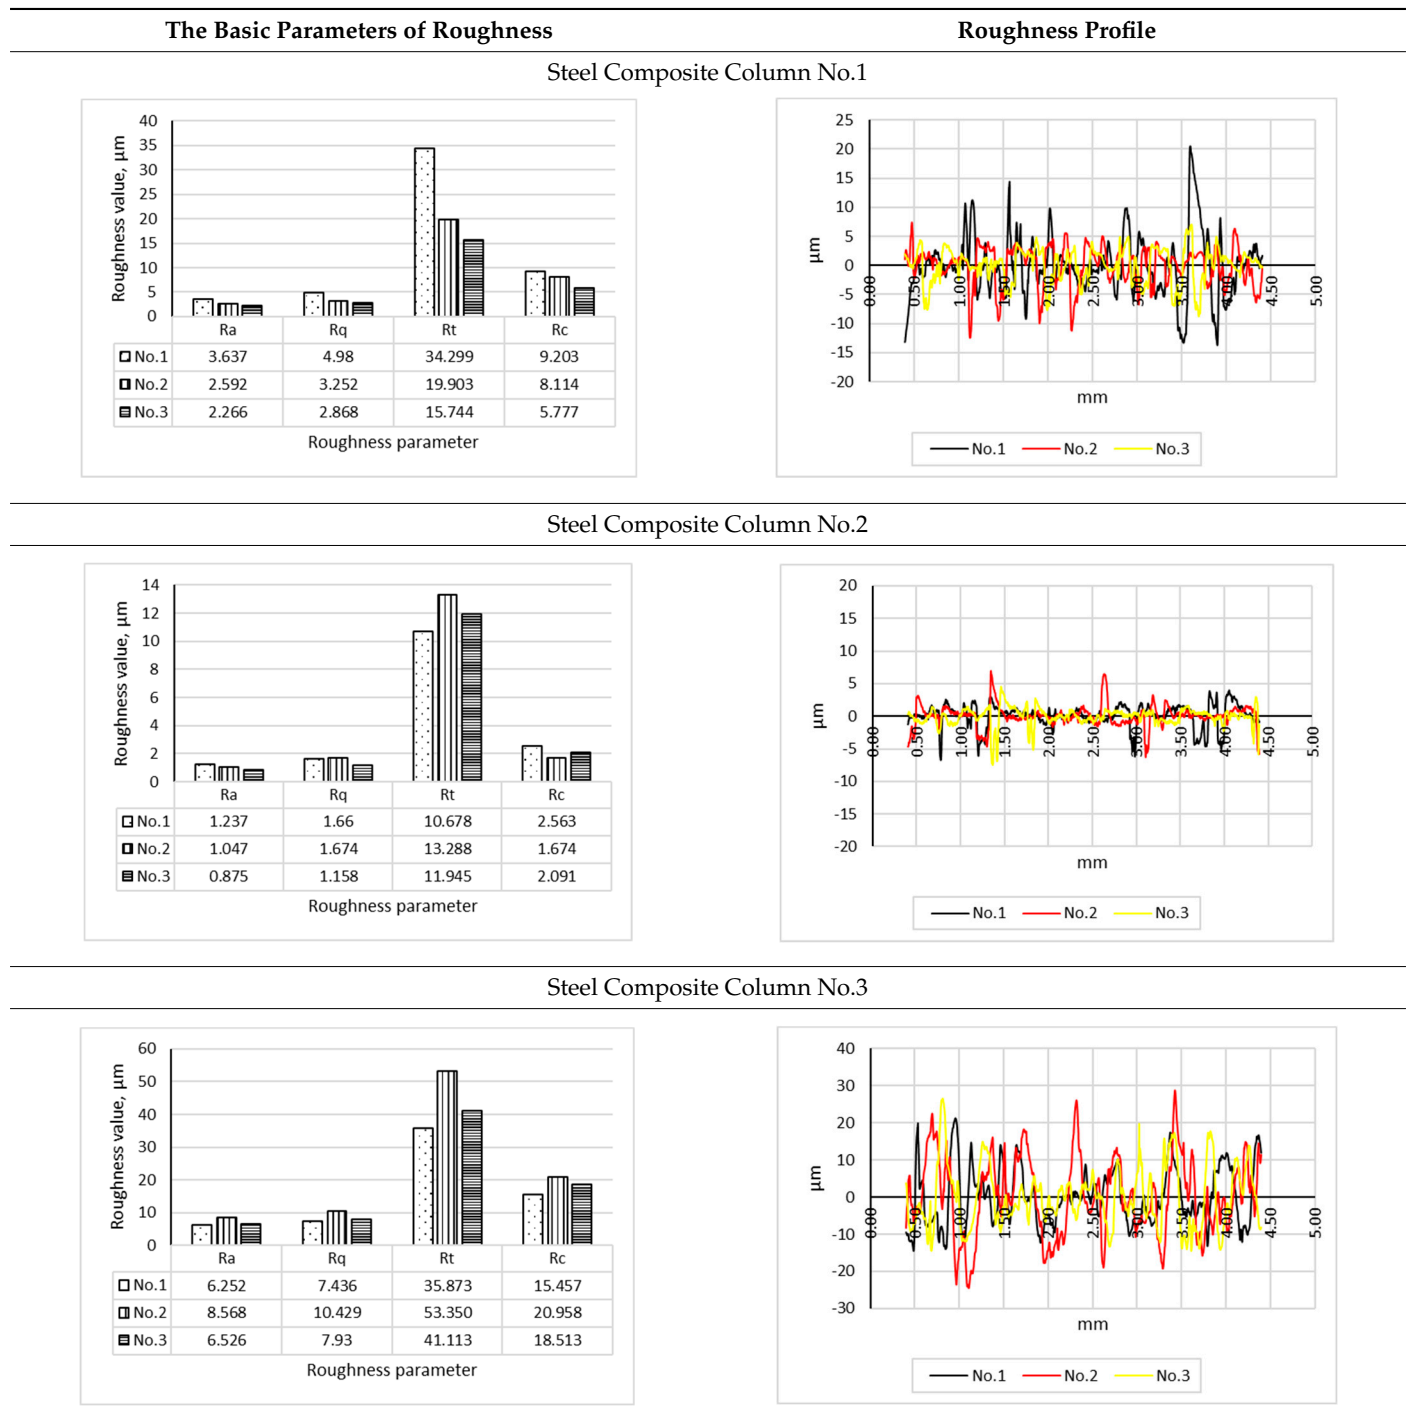 The Basic Parameters of Roughness Roughness Profile
Steel Composite Column No.1
40
35
30
25
20
15
10
5
0
Roughness value, µm
Ra Rq Rt Rc
No.1 3.637 4.98 34.299 9.203
No.2 2.592 3.252 19.903 8.114
No.3 2.266 2.868 15.744 5.777
Roughness parameter
25
20
15
10
5
0
-5
-10
-15
-20
µm
0.00 0.50 1.00 1.50 2.00 2.50 3.00 3.50 4.00 4.50 5.00
mm
No.1 No.2 No.3
Steel Composite Column No.2
14
12
10
8
6
4
2
0
Roughness value, µm
Ra Rq Rt Rc
No.1 1.237 1.66 10.678 2.563
No.2 1.047 1.674 13.288 1.674
No.3 0.875 1.158 11.945 2.091
Roughness parameter
20
15
10
5
0
-5
-10
-15
-20
µm
0.00 0.50 1.00 1.50 2.00 2.50 3.00 3.50 4.00 4.50 5.00
mm
No.1 No.2 No.3
Steel Composite Column No.3
60
50
40
30
20
10
0
Roughness value, µm
Ra Rq Rt Rc
No.1 6.252 7.436 35.873 15.457
No.2 8.568 10.429 53.350 20.958
No.3 6.526 7.93 41.113 18.513
Roughness parameter
40
30
20
10
0
-10
-20
-30
µm
0.00 0.50 1.00 1.50 2.00 2.50 3.00 3.50 4.00 4.50 5.00
mm
No.1 No.2 No.3